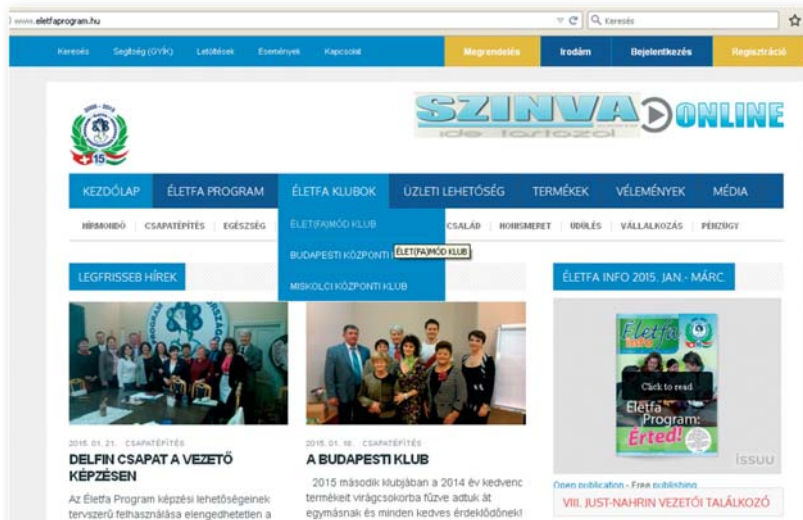 www.eletfaprogram.hu
Keresés
Keresés Segítség (GYIK) Letöltések Események Kapcsolat Megrendelés Irodám Bejelentkezés Regisztráció
SZINVA ONLINE
ide tartozol
15
KEZDŐLAP ÉLETFA PROGRAM ÉLETFA KLUBOK ÜZLETI LEHETŐSÉG TERMÉKEK VÉLEMÉNYEK MÉDIA
HÍRMONDÓ CSAPATÉPÍTÉS EGÉSZSÉG CSALÁD HONISMERET ÜDÜLÉS VÁLLALKOZÁS PÉNZÜGY
ÉLET(FA)MÓD KLUB
BUDAPESTI KÖZPONTI
ÉLET(FA)MÓD KLUB
MISKOLCI KÖZPONTI KLUB
LEGFRISSEB HÍREK
2015. 01. 21. CSAPATÉPÍTÉS
DELFIN CSAPAT A VEZETŐ
KÉPZÉSEN
Az Életfa Program képzési lehetőségeinek
tervszerű felhasználása elengedhetetlen a
2015. 01. 16. CSAPATÉPÍTÉS
A BUDAPESTI KLUB
2015 második klubjában a 2014 év kedvenc
termékeit virágcsokorba fűzve adtuk át
egymásnak és minden kedves érdeklődőnek!
ÉLETFA INFO 2015. JAN.- MÁRC.
Életfa
info
Click to read
Életfa
Program:
Érted!
issuu
Open publication - Free publishing
VIII. JUST-NAHRIN VEZETŐI TALÁLKOZÓ